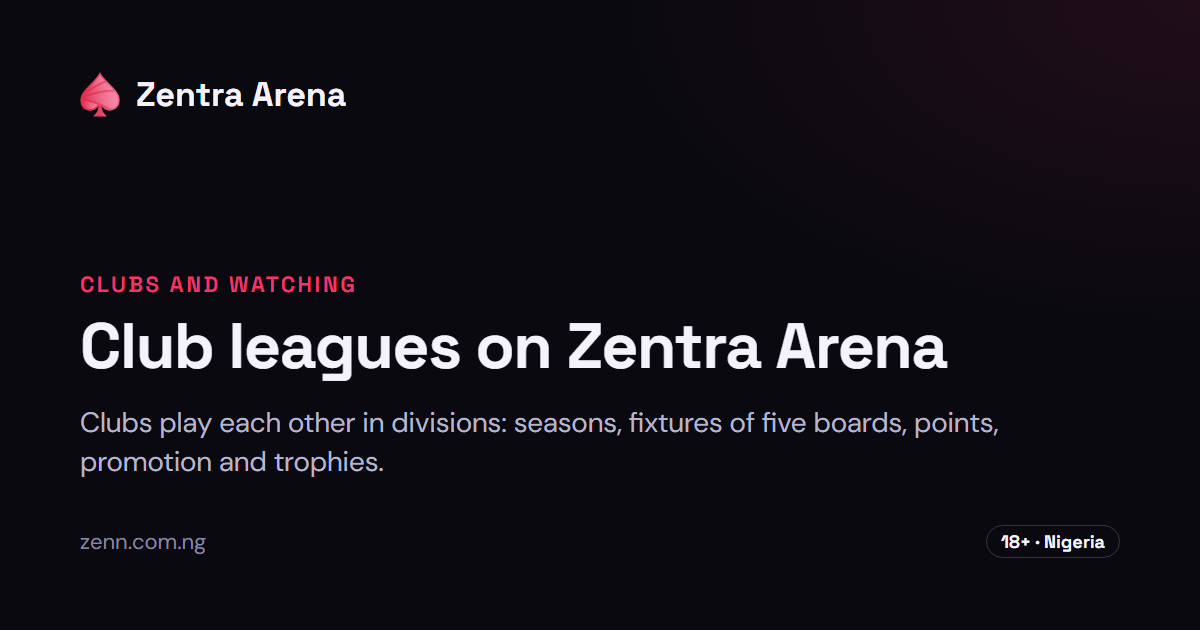 Zentra Arena
CLUBS AND WATCHING
Club leagues on Zentra Arena
Clubs play each other in divisions: seasons, fixtures of five boards, points,
promotion and trophies.
zenn.com.ng
18+ · Nigeria